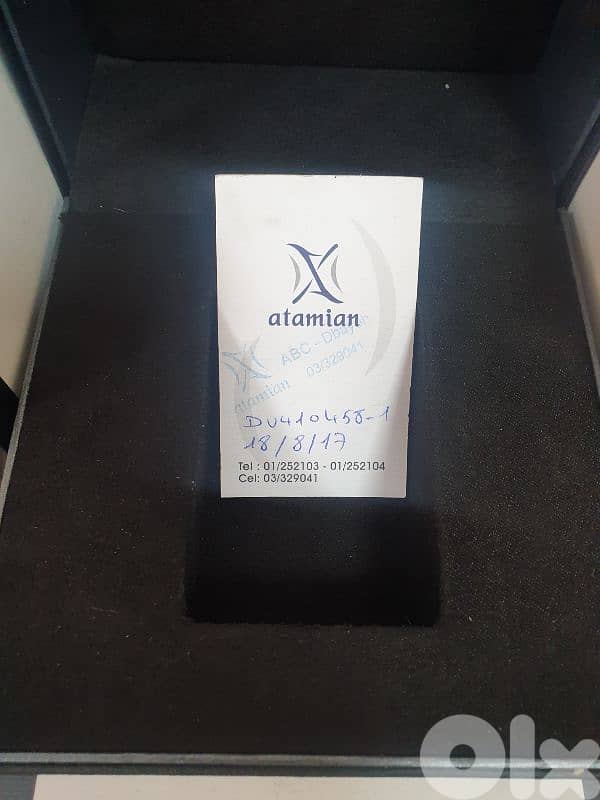 atamian
ABC - Dbayeh
03/329041
atamian
DU410458-1
18/8/17
Tel : 01/252103 - 01/252104
Cel: 03/329041
OLX